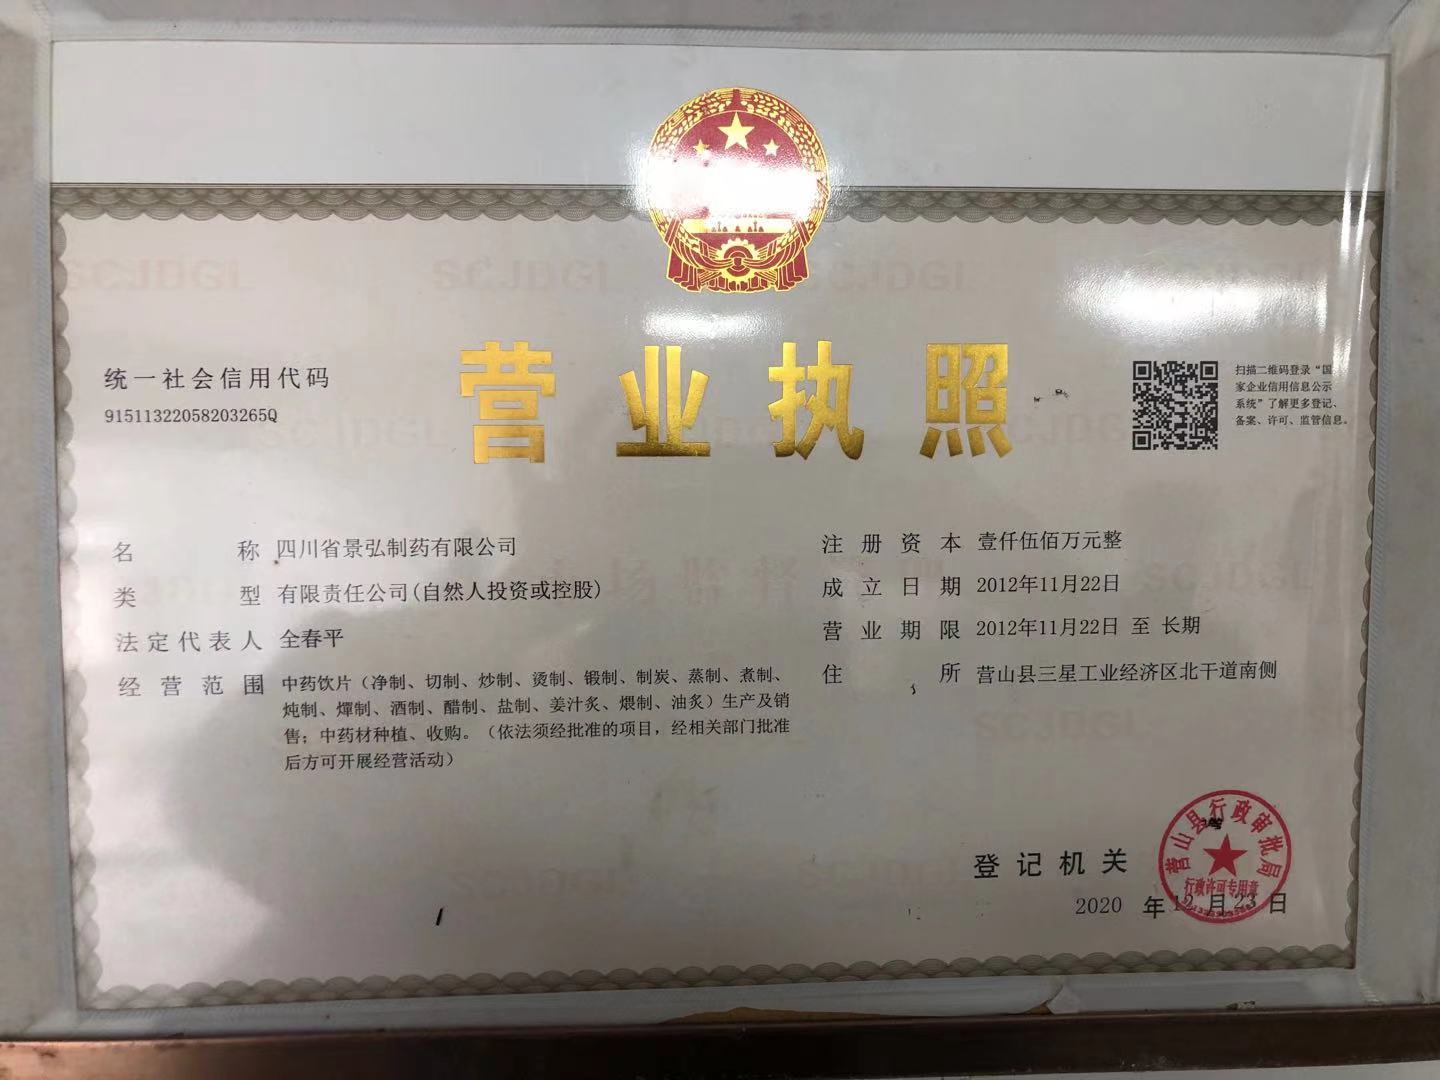 营业执照
统一社会信用代码
91511322058203265Q
扫描二维码登录“国
家企业信用信息公示
系统”了解更多登记、
备案、许可、监管信息。
名称 四川省景弘制药有限公司
类型 有限责任公司(自然人投资或控股)
法定代表人 全春平
经营范围 中药饮片（净制、切制、炒制、烫制、锻制、制炭、蒸制、煮制、
炖制、燀制、酒制、醋制、盐制、姜汁炙、煨制、油炙）生产及销
售；中药材种植、收购。（依法须经批准的项目，经相关部门批准
后方可开展经营活动）
注册资本 壹仟伍佰万元整
成立日期 2012年11月22日
营业期限 2012年11月22日 至 长期
住所 营山县三星工业经济区北干道南侧
登记机关
营山县行政审批局
行政许可专用章
2020 年 12 月 23 日
SCJDGL